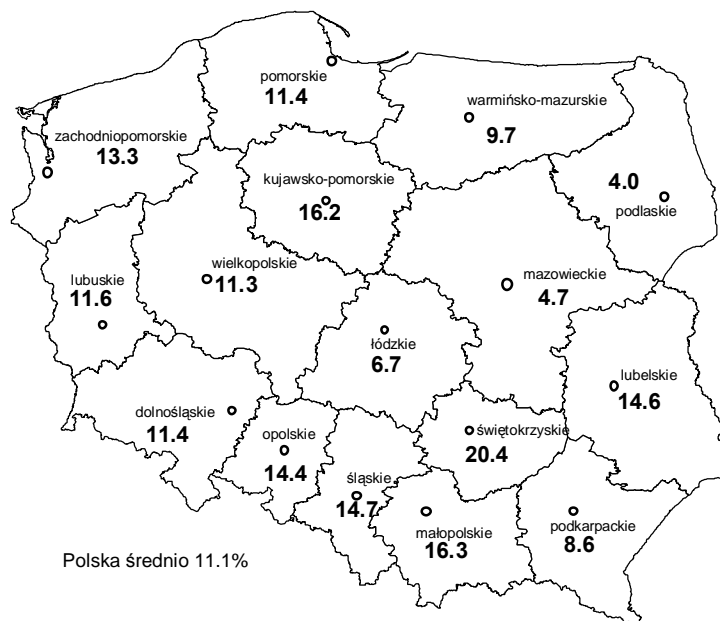 pomorskie
11.4
warmińsko-mazurskie
9.7
zachodniopomorskie
13.3
kujawsko-pomorskie
16.2
4.0
podlaskie
wielkopolskie
11.3
mazowieckie
4.7
lubuskie
11.6
łódzkie
6.7
lubelskie
14.6
dolnośląskie
11.4
opolskie
14.4
świętokrzyskie
20.4
śląskie
14.7
małopolskie
16.3
podkarpackie
8.6
Polska średnio 11.1%